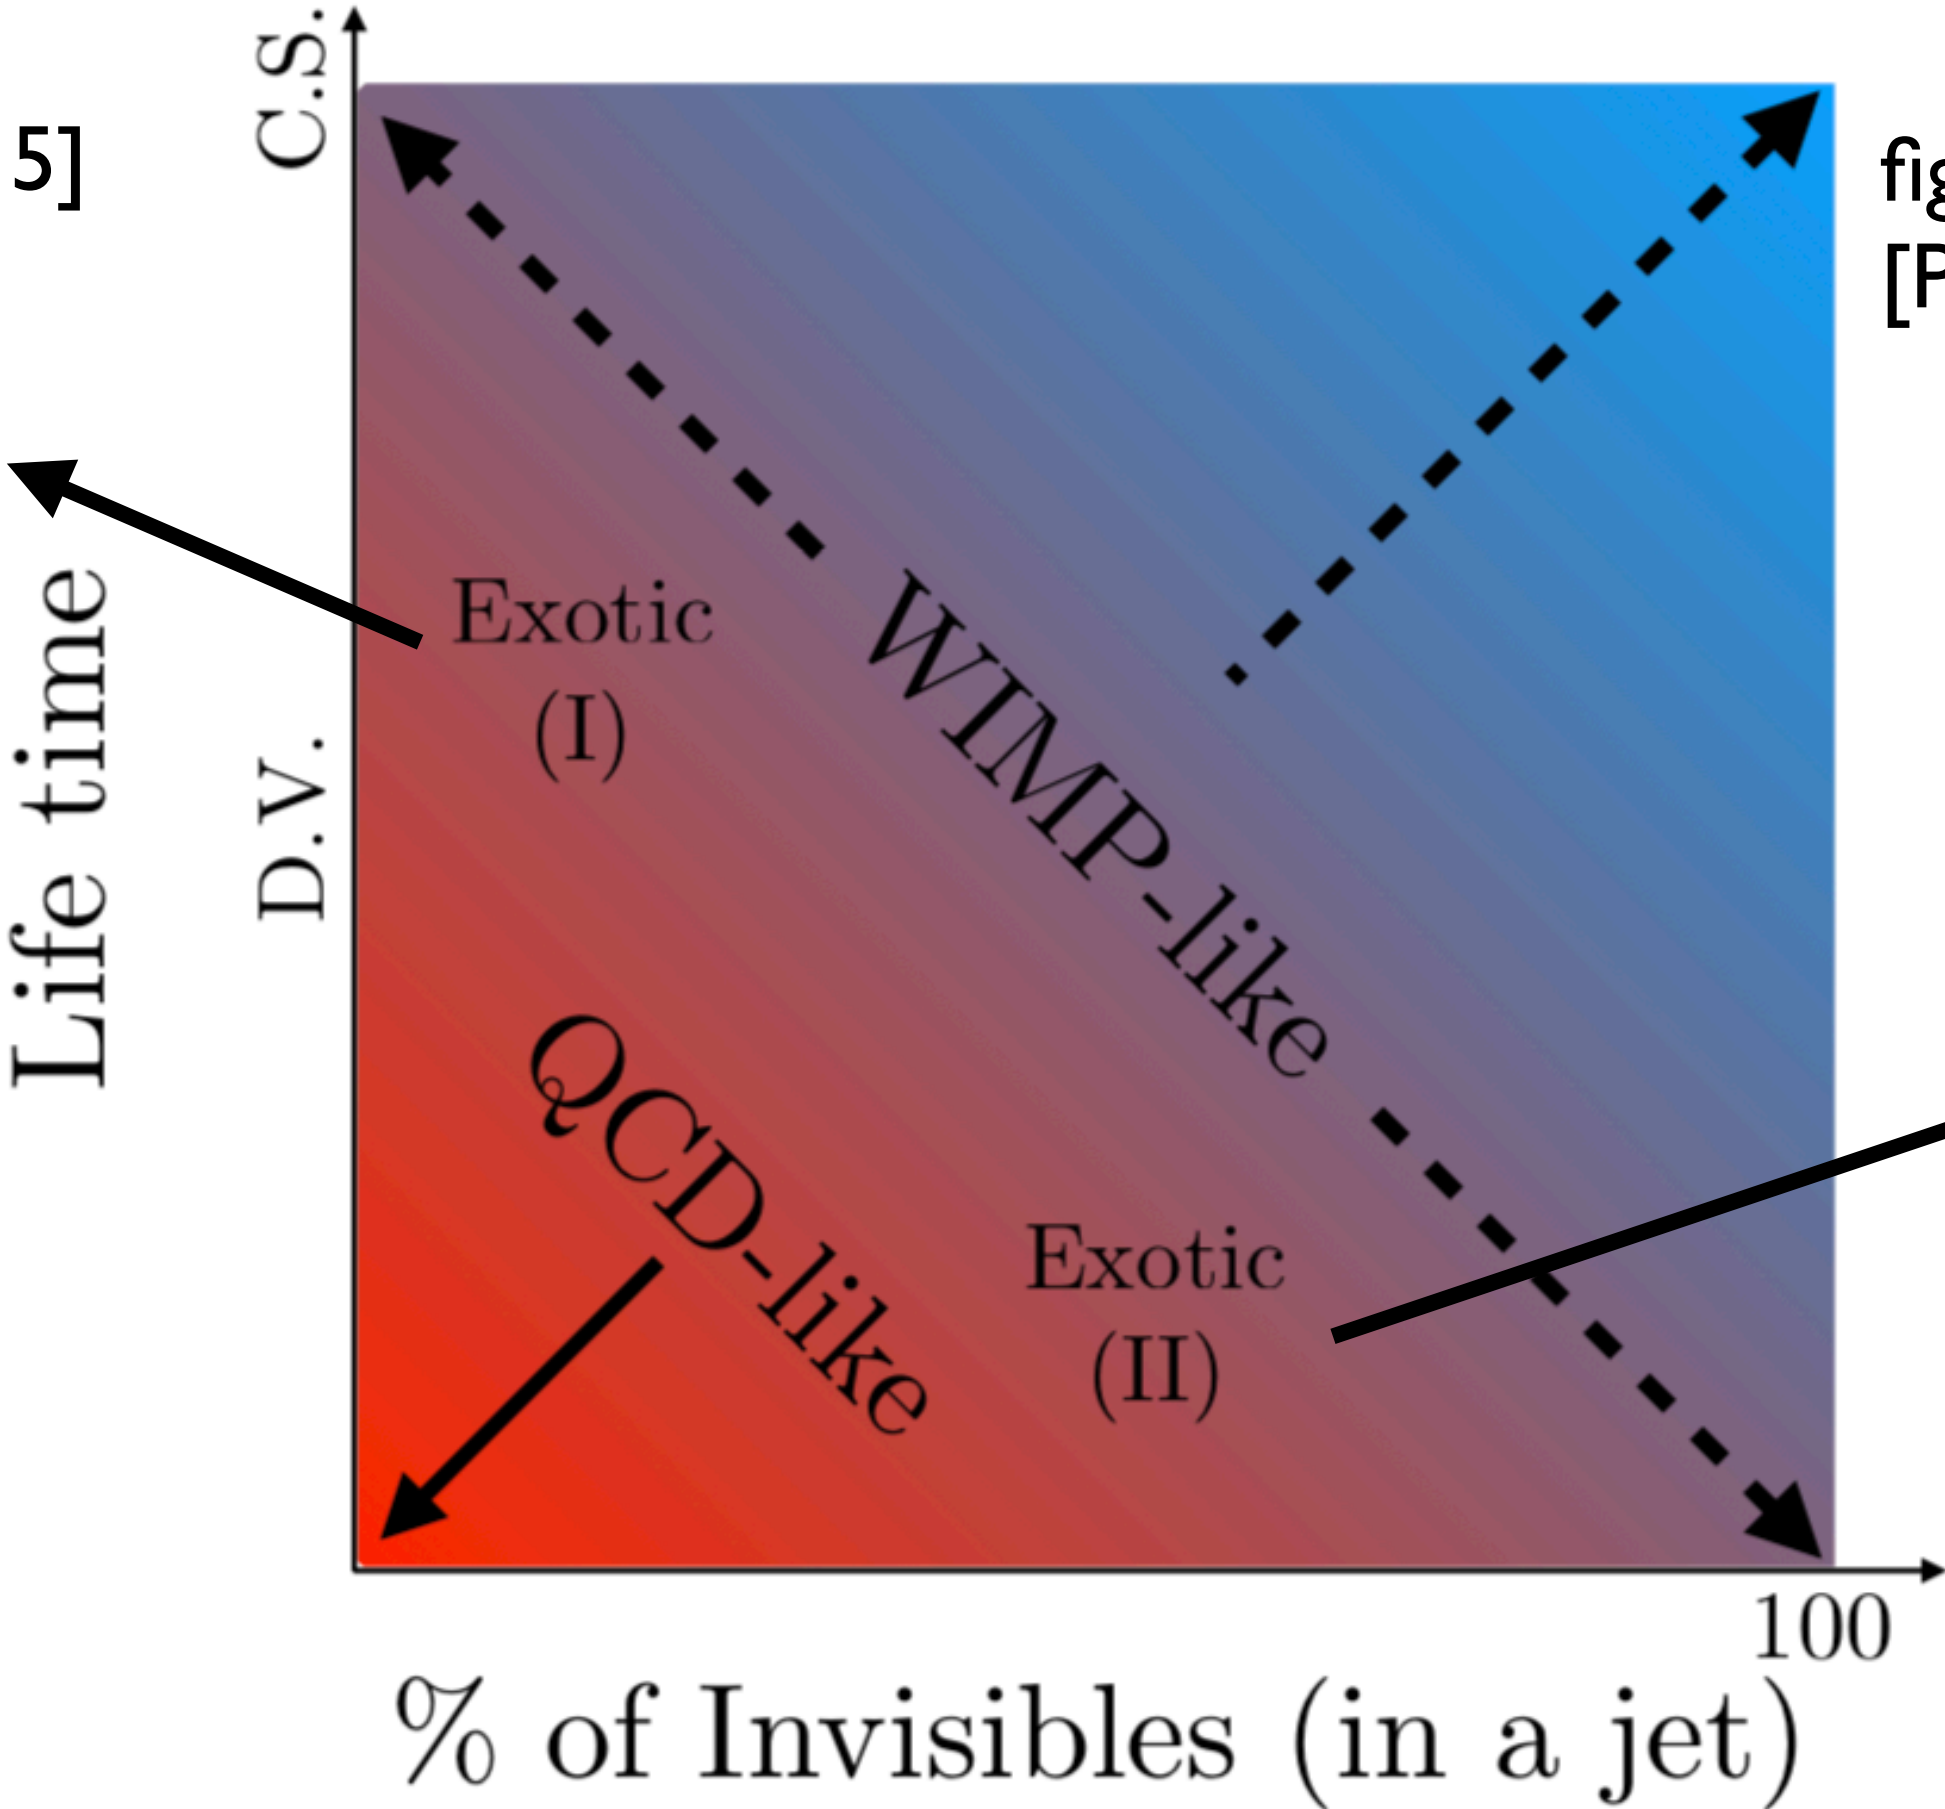 C.S.
5]
Life time
D.V.
Exotic
(I)
WIMP-like
QCD-like
Exotic
(II)
100
% of Invisibles (in a jet)